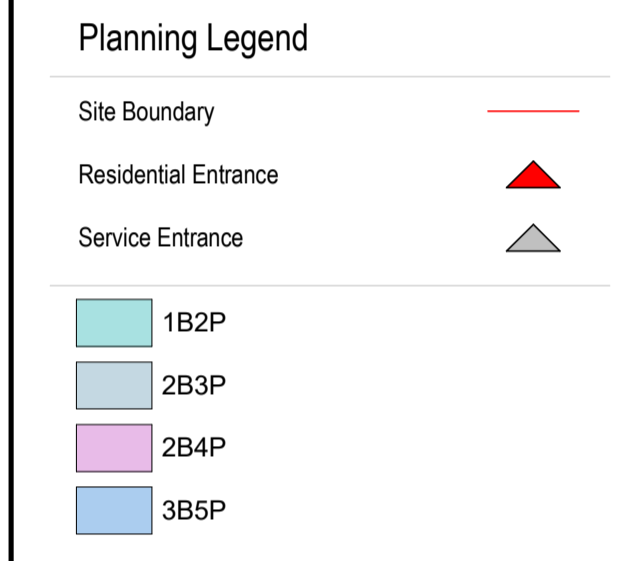 Planning Legend
Site Boundary
Residential Entrance
Service Entrance
1B2P
2B3P
2B4P
3B5P